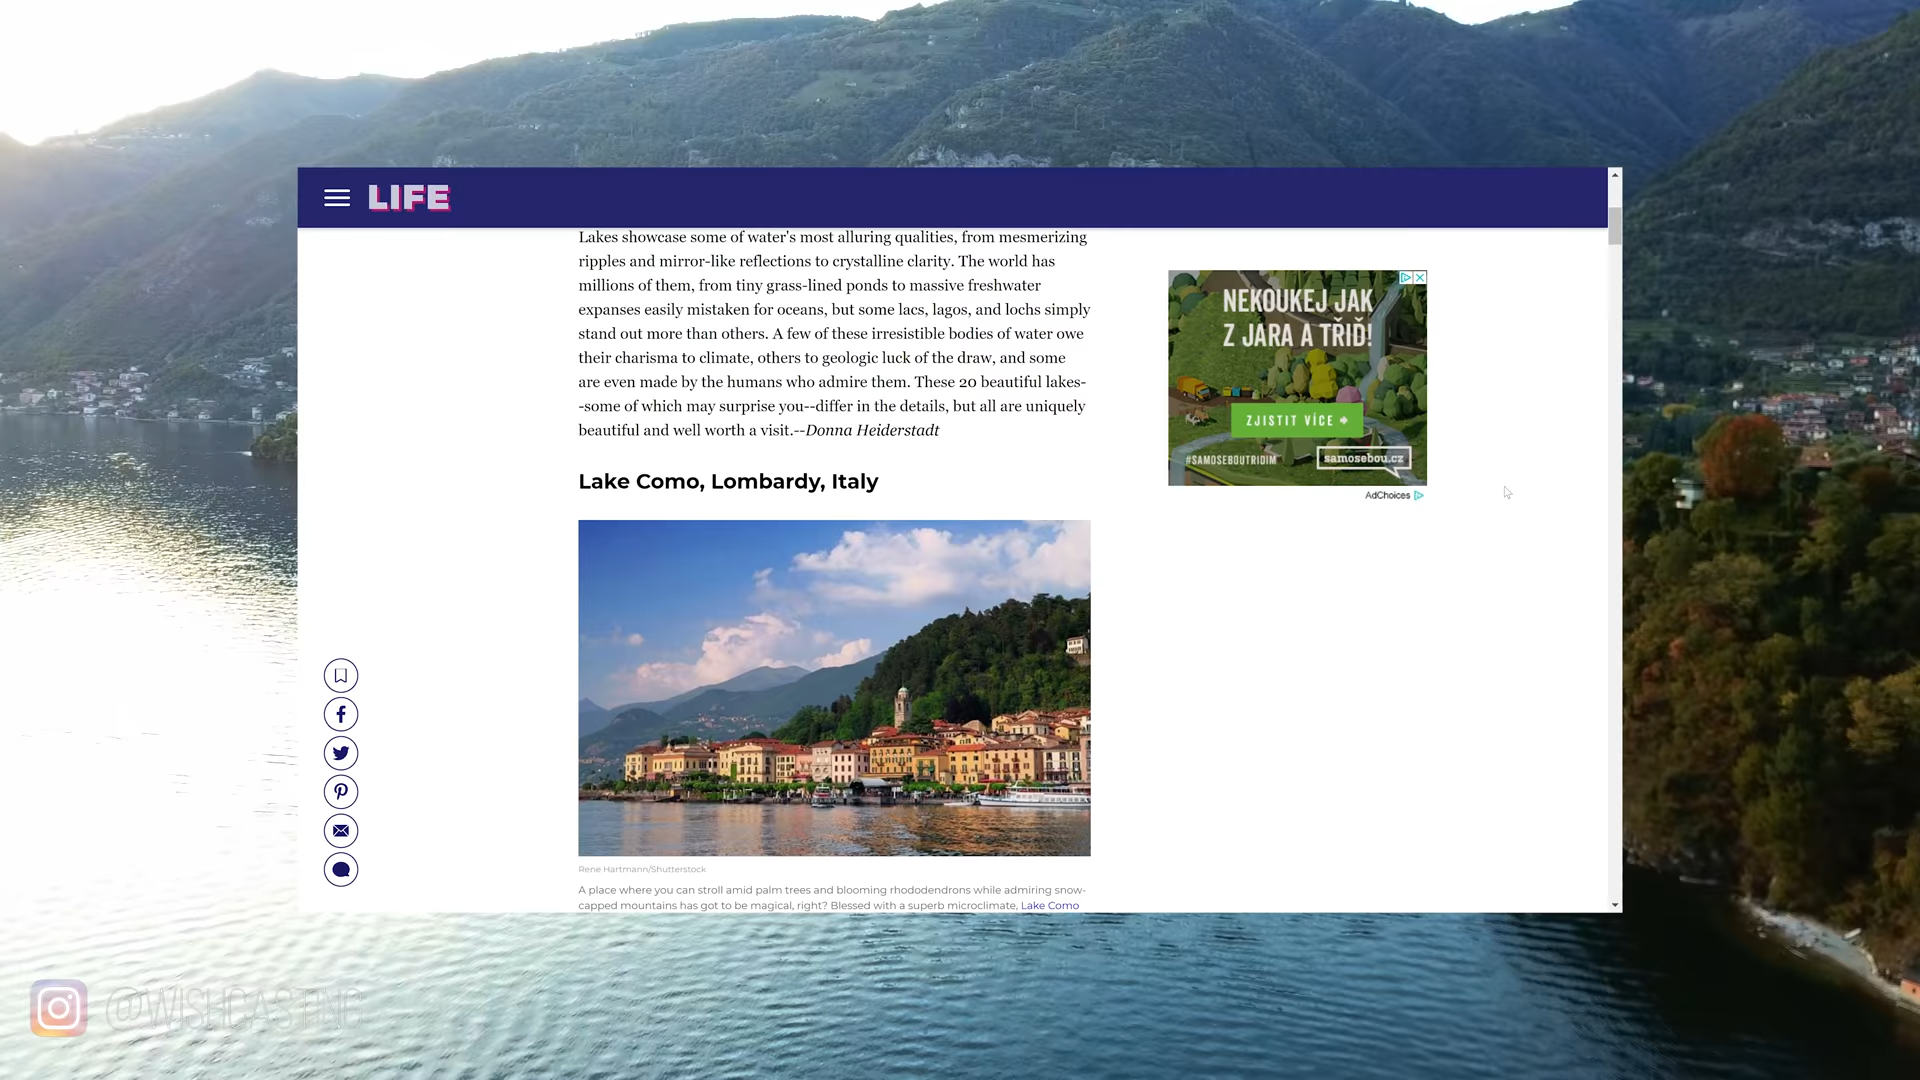 LIFE
Lakes showcase some of water's most alluring qualities, from mesmerizing
ripples and mirror-like reflections to crystalline clarity. The world has
millions of them, from tiny grass-lined ponds to massive freshwater
expanses easily mistaken for oceans, but some lacs, lagos, and lochs simply
stand out more than others. A few of these irresistible bodies of water owe
their charisma to climate, others to geologic luck of the draw, and some
are even made by the humans who admire them. These 20 beautiful lakes-
-some of which may surprise you--differ in the details, but all are uniquely
beautiful and well worth a visit.--Donna Heiderstadt
Lake Como, Lombardy, Italy
Rene Hartmann/Shutterstock
A place where you can stroll amid palm trees and blooming rhododendrons while admiring snow-
capped mountains has got to be magical, right? Blessed with a superb microclimate, Lake Como
NEKOUKEJ JAK
Z JARA A TŘIĎ!
ZJISTIT VÍCE
#SAMOSEBOUTRIDIM
samosebou.cz
AdChoices
@WISHCASTING